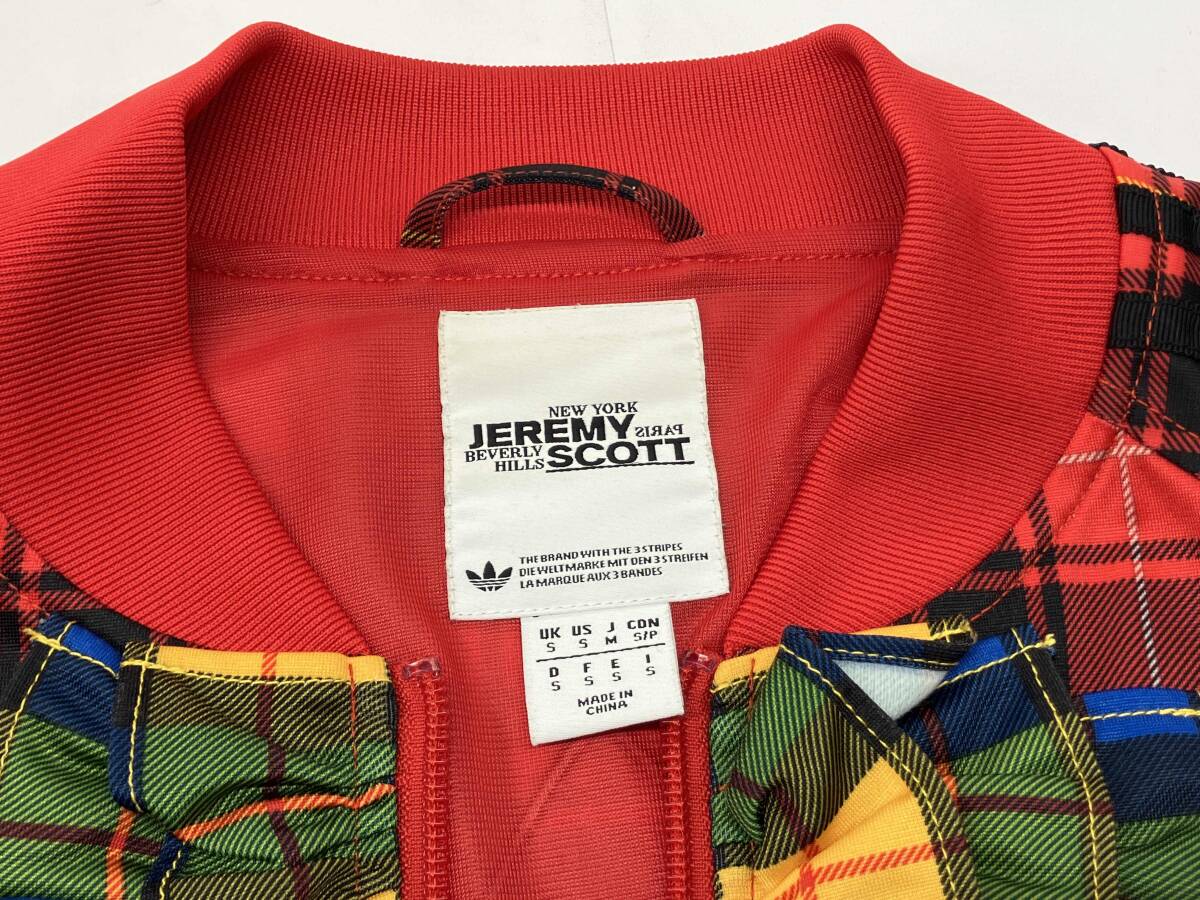 NEW YORK
JEREMY PARIS
BEVERLY
HILLS SCOTT
THE BRAND WITH THE 3 STRIPES
DIE WELTMARKE MIT DEN 3 STREIFEN
LA MARQUE AUX 3 BANDES
UK US J CDN
S S M S/P
D F E I
S S S S
MADE IN
CHINA